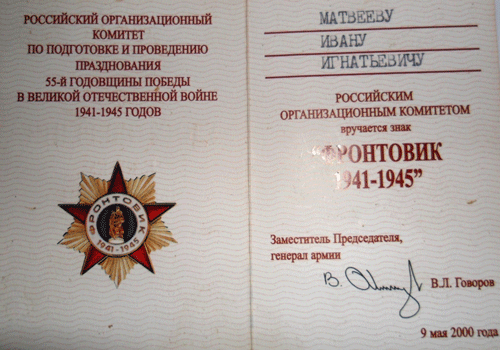 РОССИЙСКИЙ ОРГАНИЗАЦИОННЫЙ
КОМИТЕТ
ПО ПОДГОТОВКЕ И ПРОВЕДЕНИЮ
ПРАЗДНОВАНИЯ
55-й ГОДОВЩИНЫ ПОБЕДЫ
В ВЕЛИКОЙ ОТЕЧЕСТВЕННОЙ ВОЙНЕ
1941-1945 ГОДОВ
ФРОНТОВИК
1941-1945
МАТВЕЕВУ
ИВАНУ
ИГНАТЬЕВИЧУ
РОССИЙСКИМ
ОРГАНИЗАЦИОННЫМ КОМИТЕТОМ
вручается знак
"ФРОНТОВИК
1941-1945"
Заместитель Председателя,
генерал армии
В.Л. Говоров
9 мая 2000 года